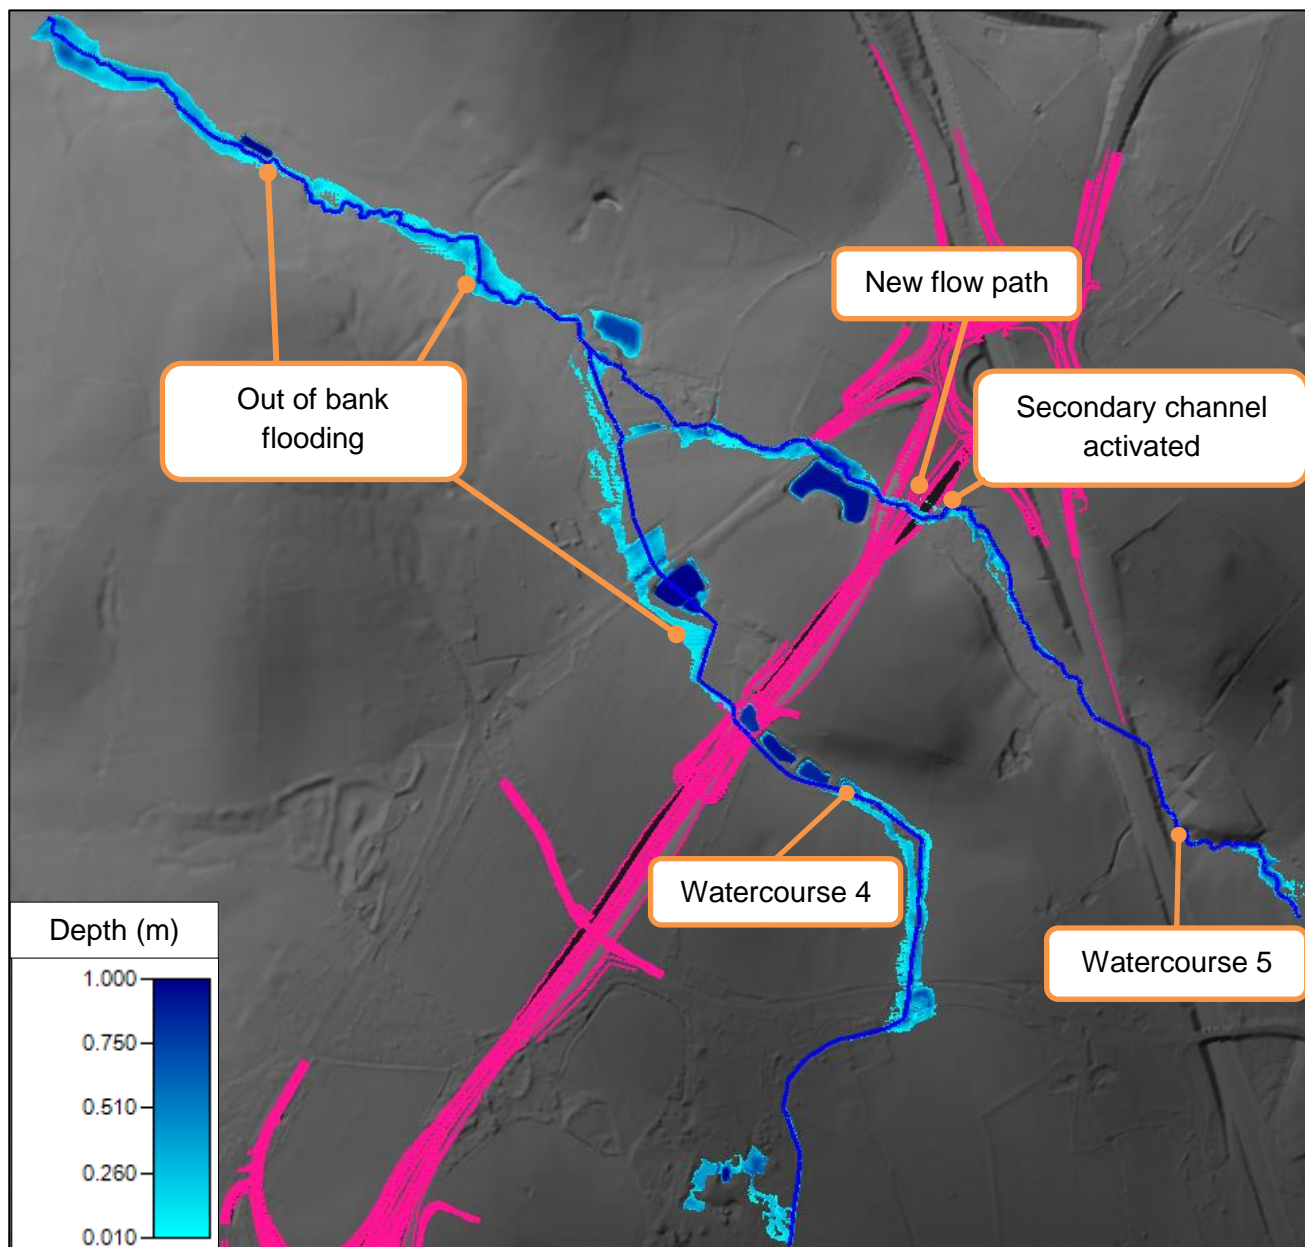 New flow path
Out of bank
flooding
Secondary channel
activated
Watercourse 4
Watercourse 5
Depth (m)
1.000
0.750
0.510
0.260
0.010